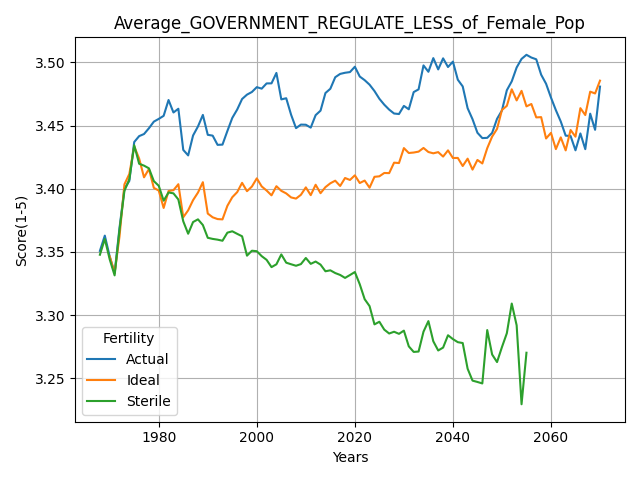 Average_GOVERNMENT_REGULATE_LESS_of_Female_Pop
3.50
3.45
3.40
3.35
3.30
3.25
Score(1-5)
Fertility
Actual
Ideal
Sterile
1980 2000 2020 2040 2060
Years